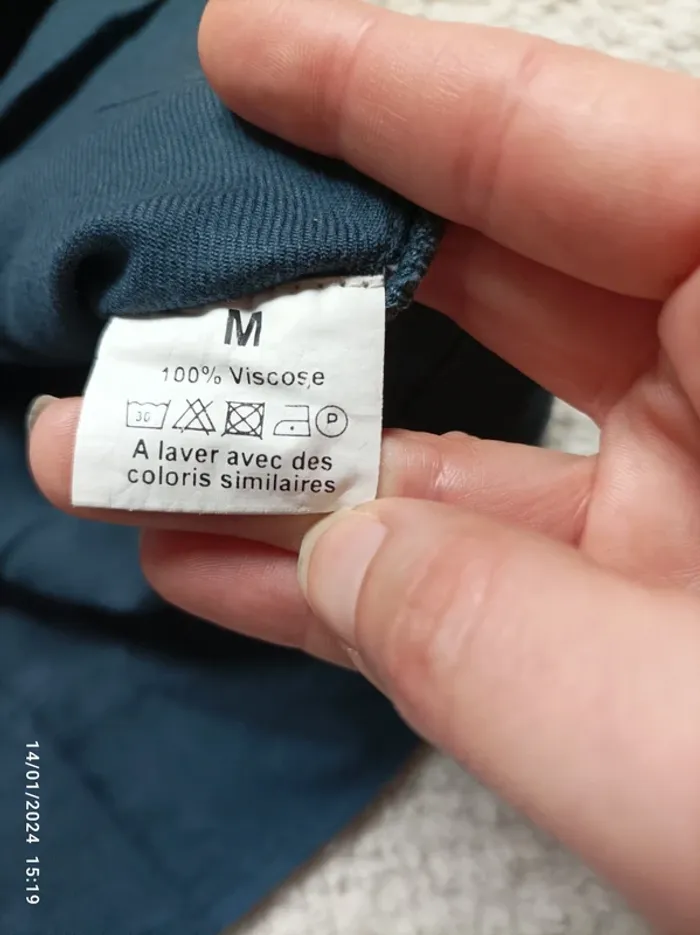 M
100% Viscose
30
P
A laver avec des
coloris similaires
14/01/2024 15:19